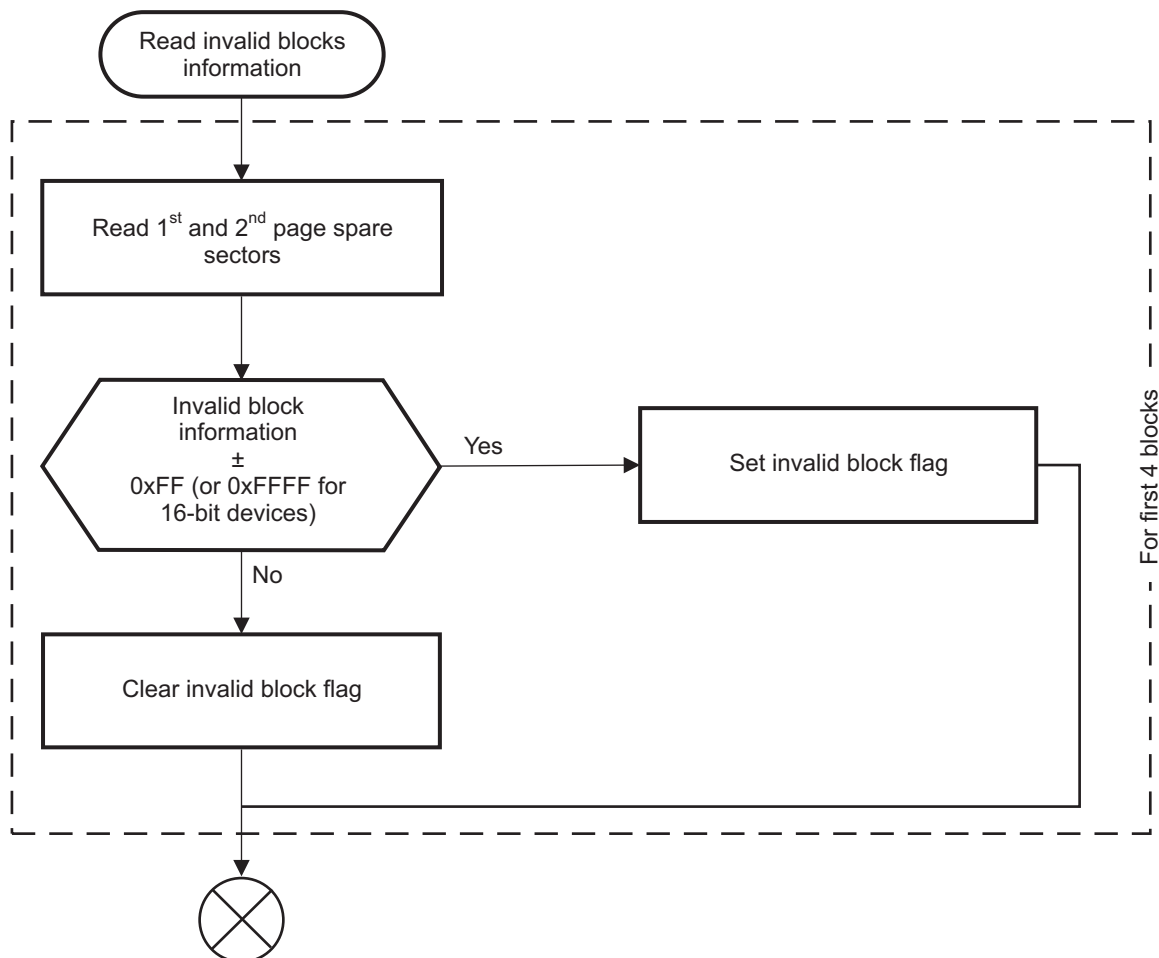 Read invalid blocks
information
Read 1st and 2nd page spare
sectors
Invalid block
information
±
0xFF (or 0xFFFF for
16-bit devices)
Yes
Set invalid block flag
No
Clear invalid block flag
For first 4 blocks